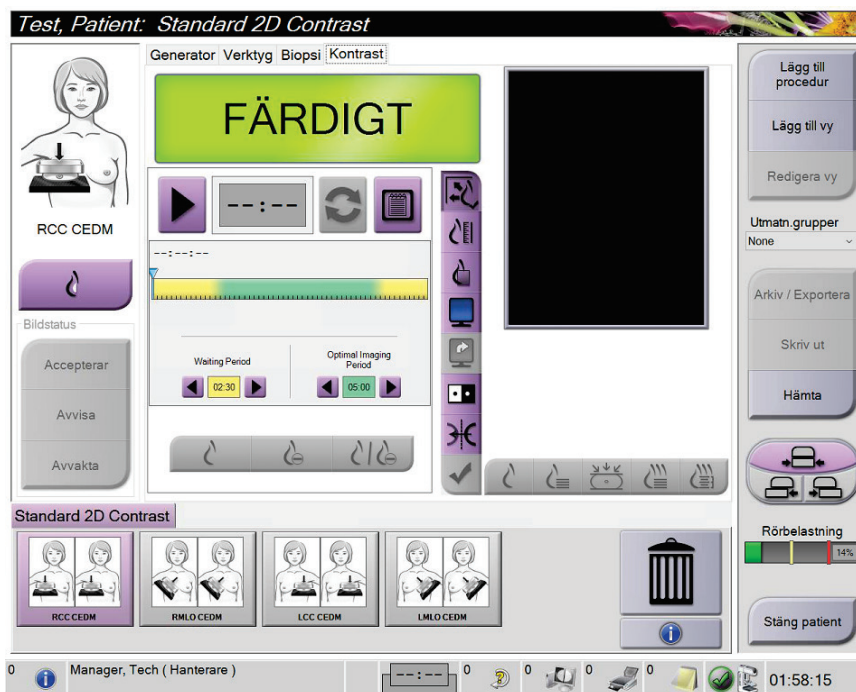 Test, Patient: Standard 2D Contrast
Generator Verktyg Biopsi Kontrast
FÄRDIGT
--:--
--:--:--
Waiting Period
Optimal Imaging
Period
02:30
05:00
RCC CEDM
Bildstatus
Accepterar
Avvisa
Avvakta
Lägg till
procedur
Lägg till vy
Redigera vy
Utmatn.grupper
None
Arkiv / Exportera
Skriv ut
Hämta
Rörbelastning
14%
Stäng patient
Standard 2D Contrast
RCC CEDM
RMLO CEDM
LCC CEDM
LMLO CEDM
0 Manager, Tech ( Hanterare ) --:-- 0 0 0 0 01:58:15